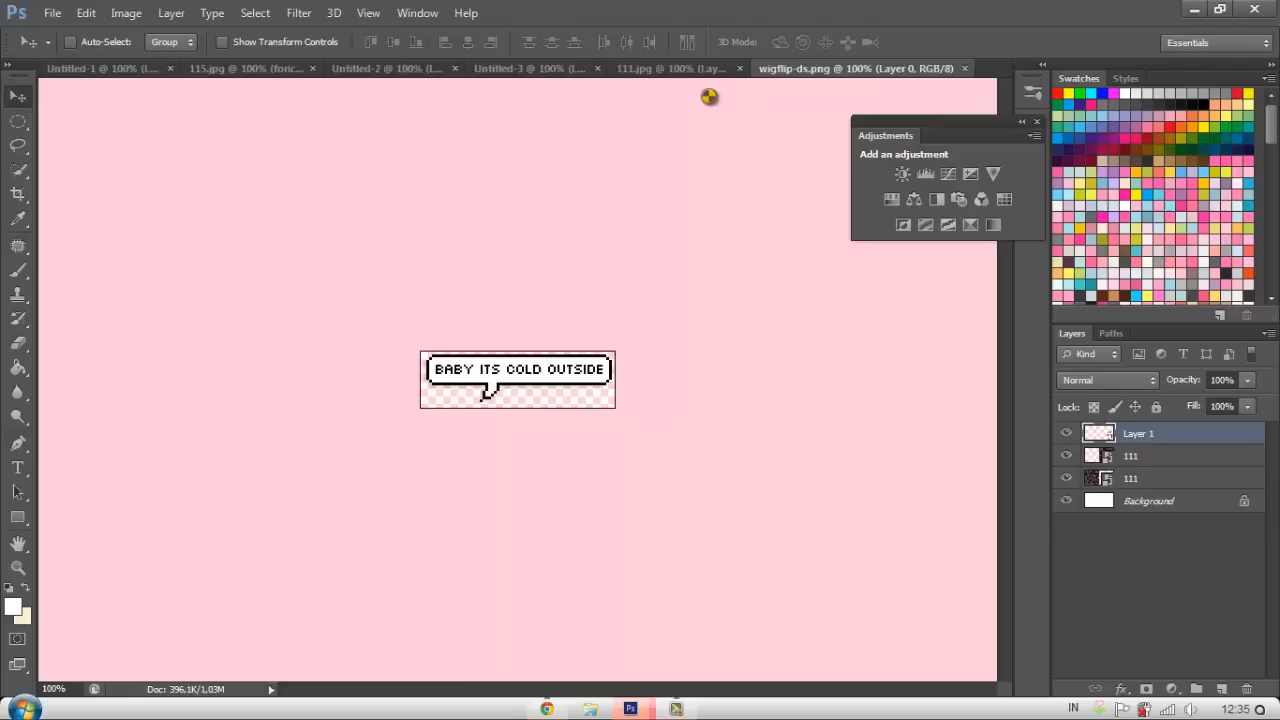 Ps File Edit Image Layer Type Select Filter 3D View Window Help
Auto-Select: Group Show Transform Controls 3D Mode: Essentials
Untitled-1 @ 100% (L... × 115.jpg @ 100% (foric... × Untitled-2 @ 100% (L... × Untitled-3 @ 100% (L... × 111.jpg @ 100% (Lay... × wigflip-ds.png @ 100% (Layer 0, RGB/8) ×
Swatches Styles
Adjustments
Add an adjustment
BABY ITS COLD OUTSIDE
Layers Paths
Kind
Normal Opacity: 100%
Lock: Fill: 100%
Layer 1
111
111
Background
100% Doc: 396,1K/1,03M
Ps IN 12:35